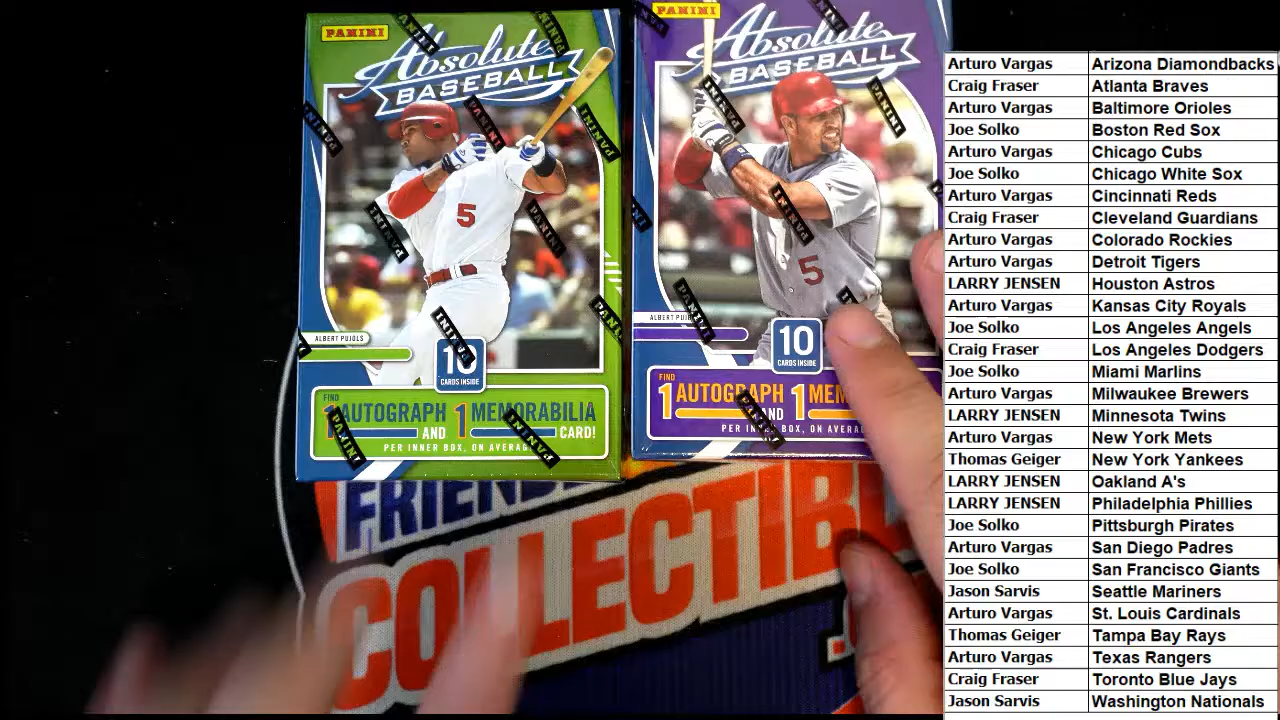 PANINI
Absolute
BASEBALL
5
ALBERT PUJOLS
10
CARDS INSIDE
FIND
1 AUTOGRAPH AND 1 MEMORABILIA CARD!
PER INNER BOX, ON AVERAGE
PANINI
Absolute
BASEBALL
5
ALBERT PUJOLS
10
CARDS INSIDE
FIND
1 AUTOGRAPH AND 1 MEM
PER INNER BOX, ON AVERA
COLLECTIB
Arturo Vargas Arizona Diamondbacks
Craig Fraser Atlanta Braves
Arturo Vargas Baltimore Orioles
Joe Solko Boston Red Sox
Arturo Vargas Chicago Cubs
Joe Solko Chicago White Sox
Arturo Vargas Cincinnati Reds
Craig Fraser Cleveland Guardians
Arturo Vargas Colorado Rockies
Arturo Vargas Detroit Tigers
LARRY JENSEN Houston Astros
Arturo Vargas Kansas City Royals
Joe Solko Los Angeles Angels
Craig Fraser Los Angeles Dodgers
Joe Solko Miami Marlins
Arturo Vargas Milwaukee Brewers
LARRY JENSEN Minnesota Twins
Arturo Vargas New York Mets
Thomas Geiger New York Yankees
LARRY JENSEN Oakland A's
LARRY JENSEN Philadelphia Phillies
Joe Solko Pittsburgh Pirates
Arturo Vargas San Diego Padres
Joe Solko San Francisco Giants
Jason Sarvis Seattle Mariners
Arturo Vargas St. Louis Cardinals
Thomas Geiger Tampa Bay Rays
Arturo Vargas Texas Rangers
Craig Fraser Toronto Blue Jays
Jason Sarvis Washington Nationals